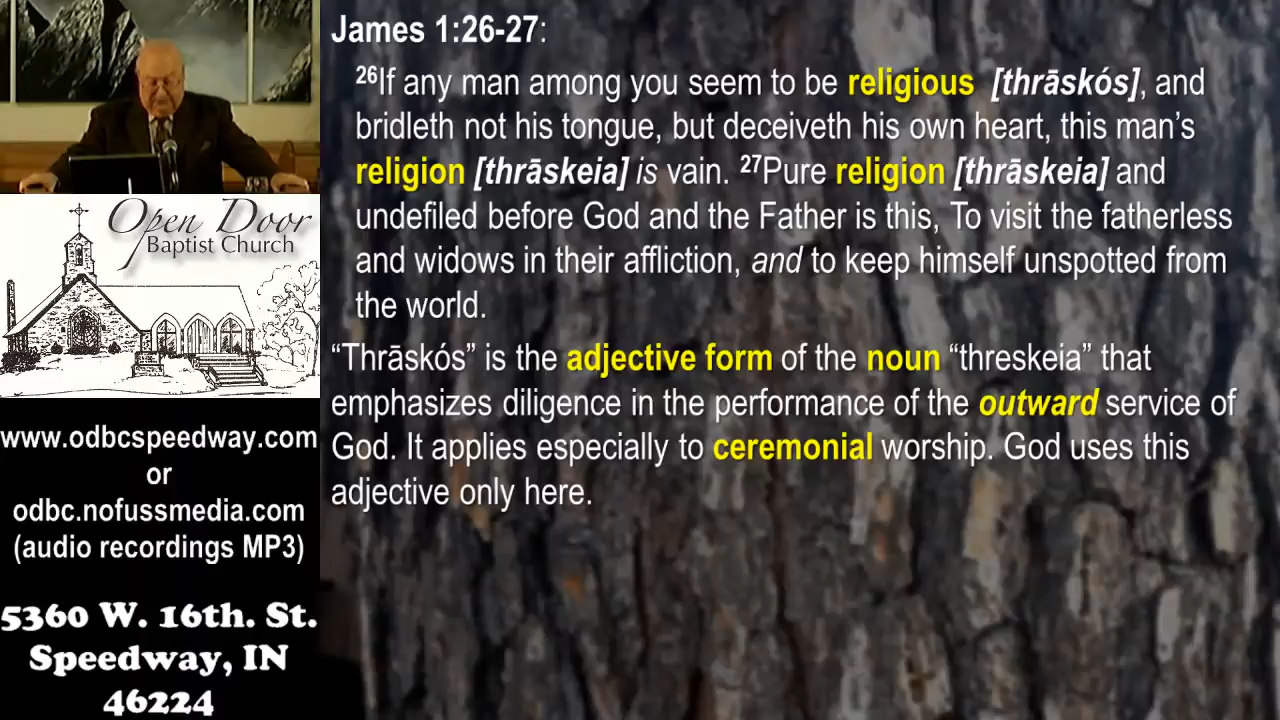 Open Door
Baptist Church
www.odbcspeedway.com
or
odbc.nofussmedia.com
(audio recordings MP3)
5360 W. 16th. St.
Speedway, IN
46224
James 1:26-27:
26If any man among you seem to be religious [thrāskós], and
bridleth not his tongue, but deceiveth his own heart, this man’s
religion [thrāskeia] is vain. 27Pure religion [thrāskeia] and
undefiled before God and the Father is this, To visit the fatherless
and widows in their affliction, and to keep himself unspotted from
the world.
“Thrāskós” is the adjective form of the noun “threskeia” that
emphasizes diligence in the performance of the outward service of
God. It applies especially to ceremonial worship. God uses this
adjective only here.